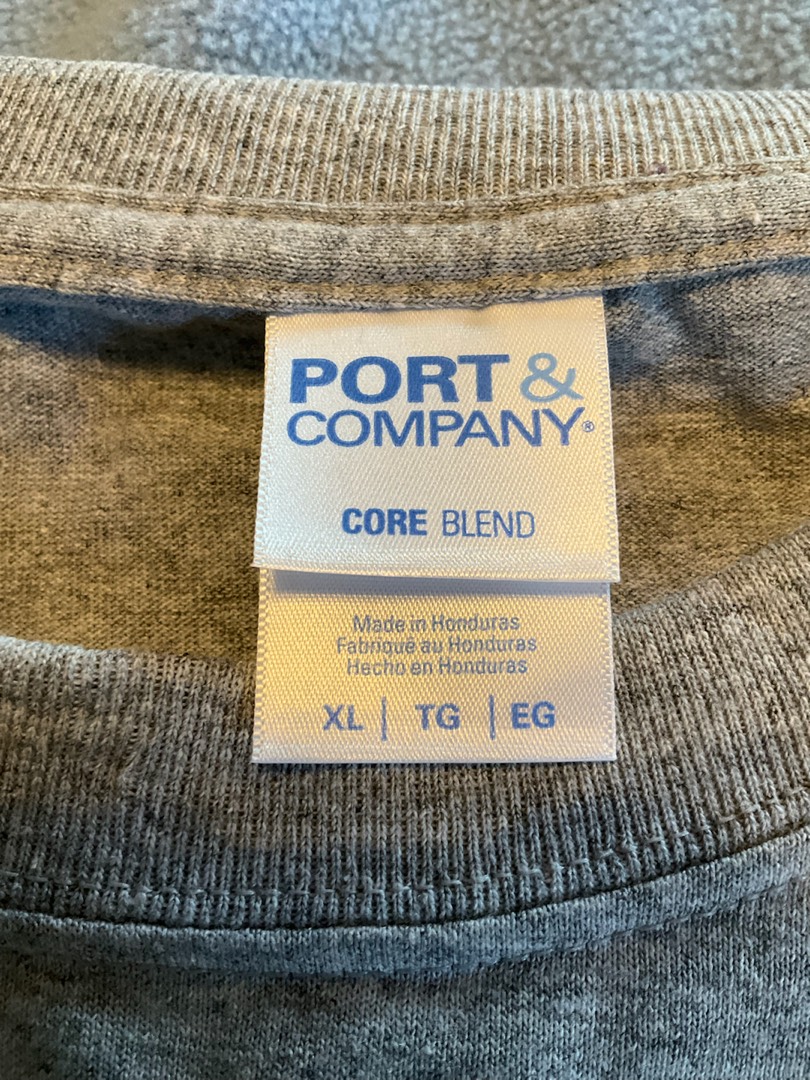 PORT &
COMPANY®
CORE BLEND
Made in Honduras
Fabriqué au Honduras
Hecho en Honduras
XL | TG | EG